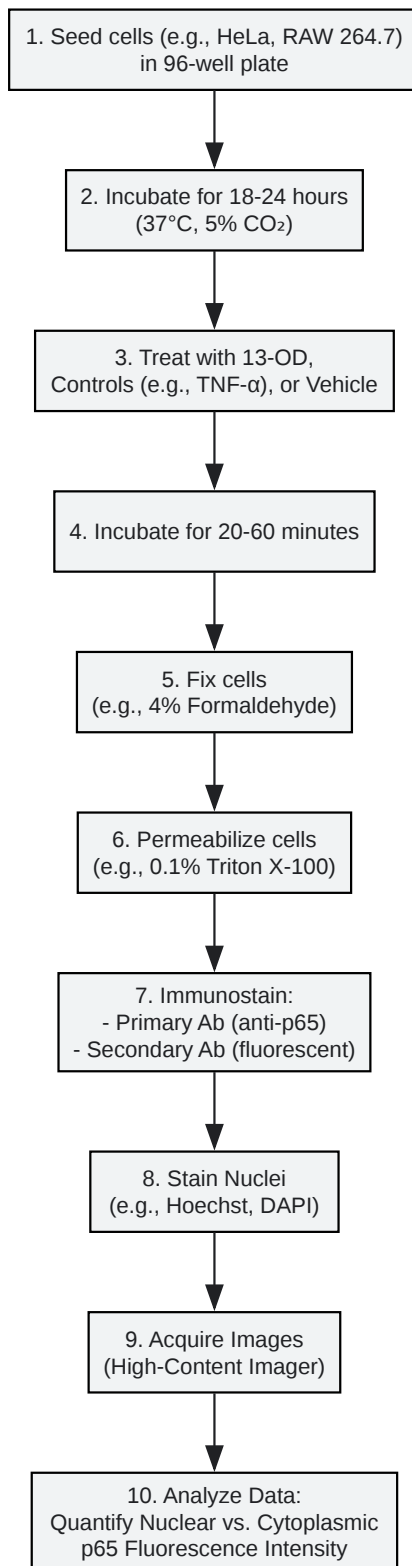 1. Seed cells (e.g., HeLa, RAW 264.7)
in 96-well plate
2. Incubate for 18-24 hours
(37°C, 5% CO₂)
3. Treat with 13-OD,
Controls (e.g., TNF-α), or Vehicle
4. Incubate for 20-60 minutes
5. Fix cells
(e.g., 4% Formaldehyde)
6. Permeabilize cells
(e.g., 0.1% Triton X-100)
7. Immunostain:
- Primary Ab (anti-p65)
- Secondary Ab (fluorescent)
8. Stain Nuclei
(e.g., Hoechst, DAPI)
9. Acquire Images
(High-Content Imager)
10. Analyze Data:
Quantify Nuclear vs. Cytoplasmic
p65 Fluorescence Intensity